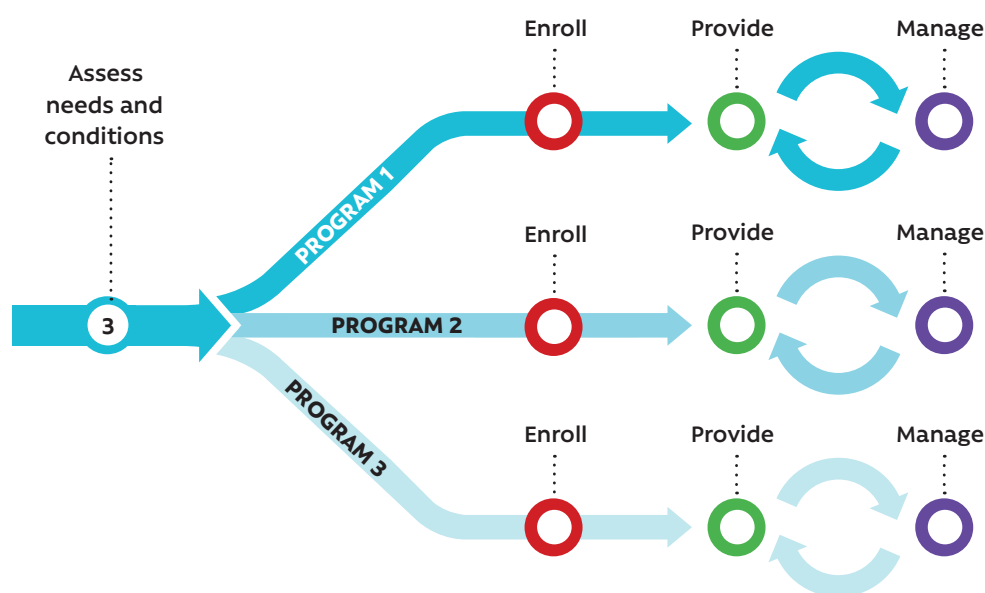 Assess
needs and
conditions
3
PROGRAM 1
Enroll
Provide
Manage
PROGRAM 2
Enroll
Provide
Manage
PROGRAM 3
Enroll
Provide
Manage